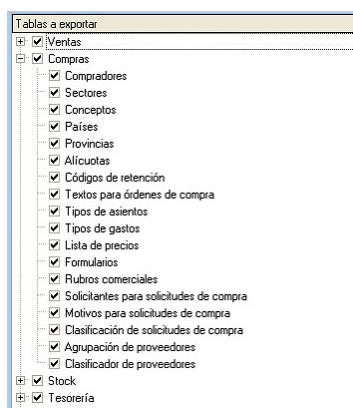 Tablas a exportar
Ventas
Compras
Compradores
Sectores
Conceptos
Países
Provincias
Alícuotas
Códigos de retención
Textos para órdenes de compra
Tipos de asientos
Tipos de gastos
Lista de precios
Formularios
Rubros comerciales
Solicitantes para solicitudes de compra
Motivos para solicitudes de compra
Clasificación de solicitudes de compra
Agrupación de proveedores
Clasificador de proveedores
Stock
Tesorería